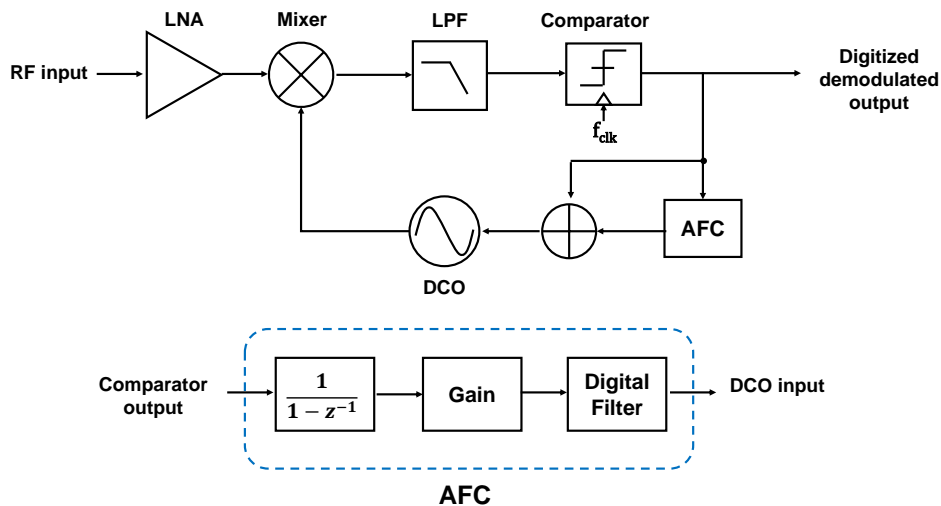 LNA
Mixer
LPF
Comparator
RF input
Digitized
demodulated
output
f_clk
AFC
DCO
Comparator
output
1
1 − z⁻¹
Gain
Digital
Filter
DCO input
AFC